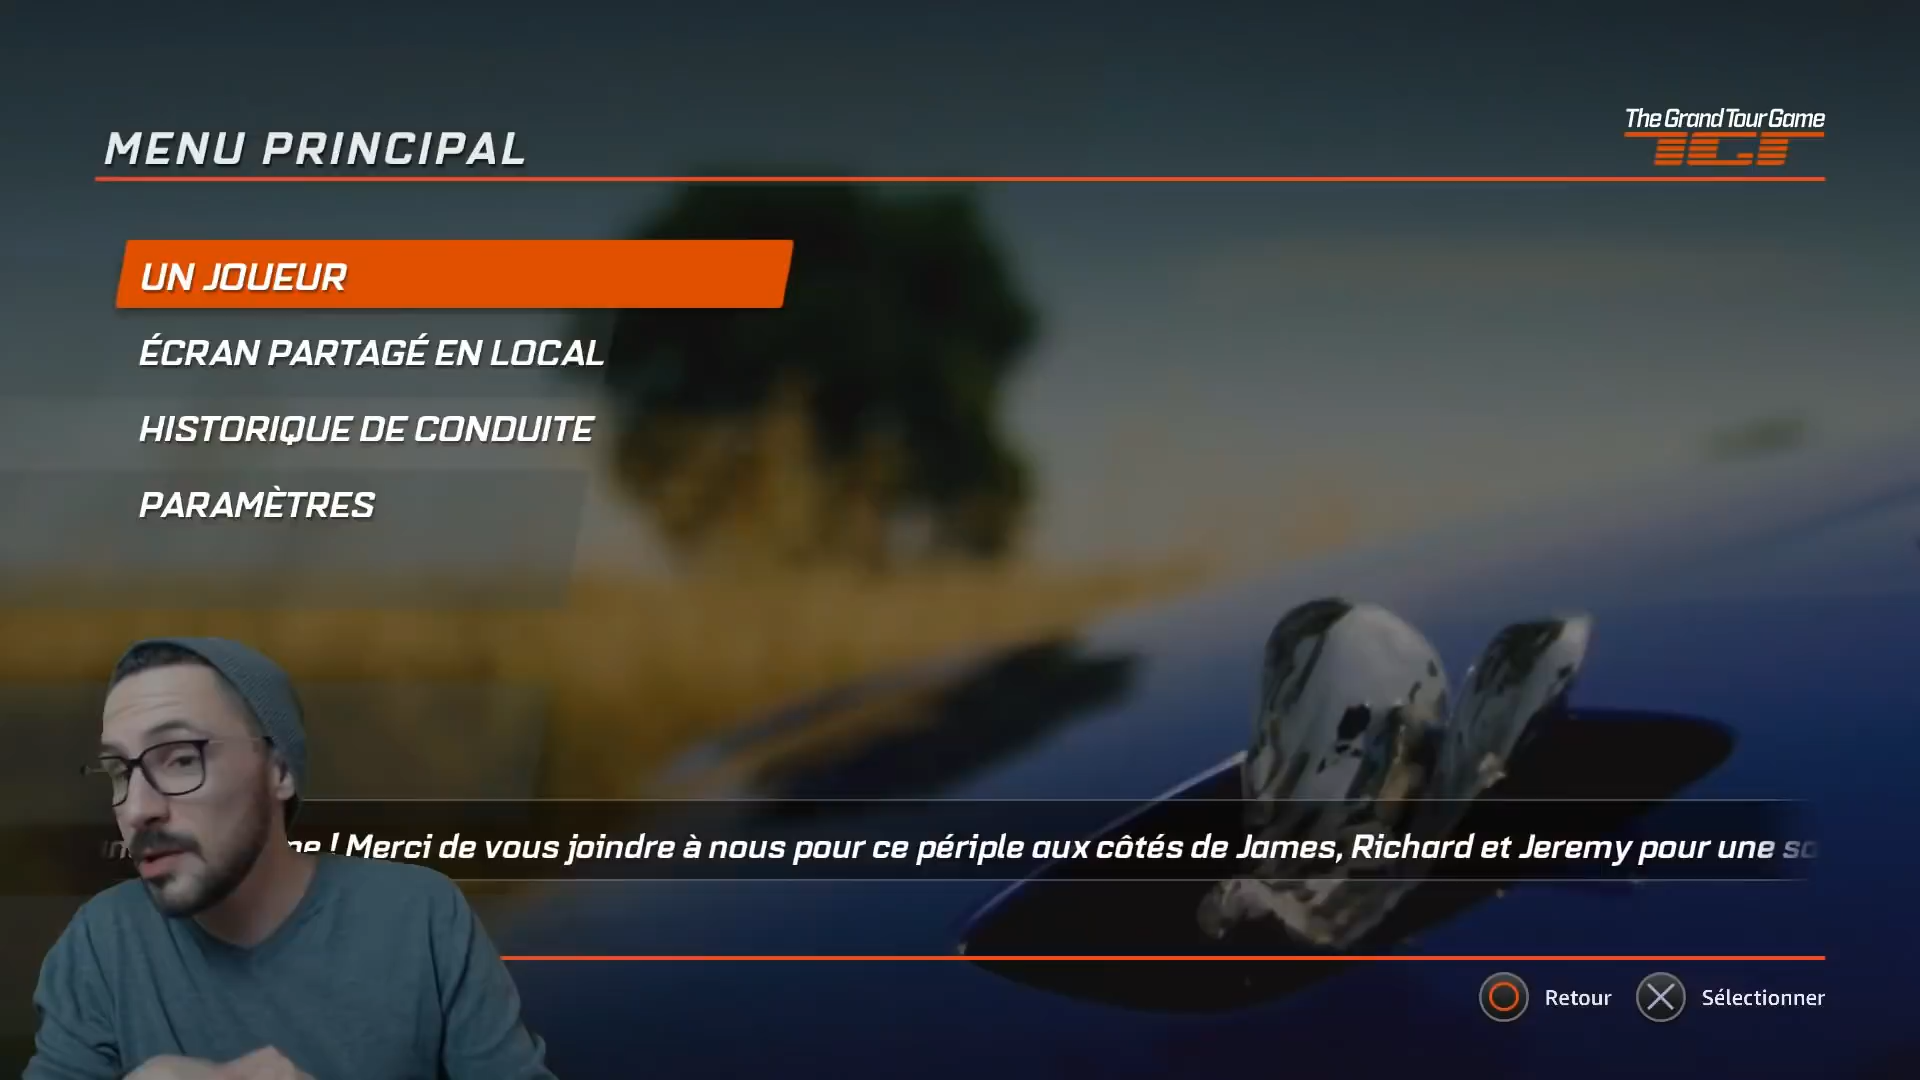 The Grand Tour Game
TGT
MENU PRINCIPAL
UN JOUEUR
ÉCRAN PARTAGÉ EN LOCAL
HISTORIQUE DE CONDUITE
PARAMÈTRES
! Merci de vous joindre à nous pour ce périple aux côtés de James, Richard et Jeremy pour une
Retour
Sélectionner